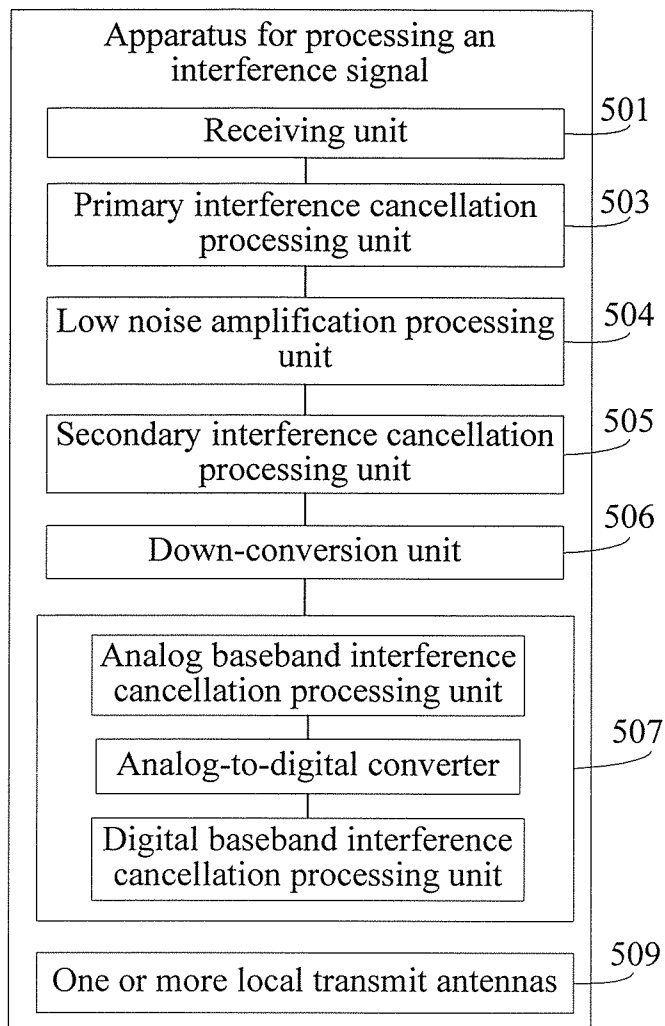 Apparatus for processing an
interference signal
501
Receiving unit
503
Primary interference cancellation
processing unit
504
Low noise amplification processing
unit
505
Secondary interference cancellation
processing unit
506
Down-conversion unit
Analog baseband interference
cancellation processing unit
507
Analog-to-digital converter
Digital baseband interference
cancellation processing unit
509
One or more local transmit antennas